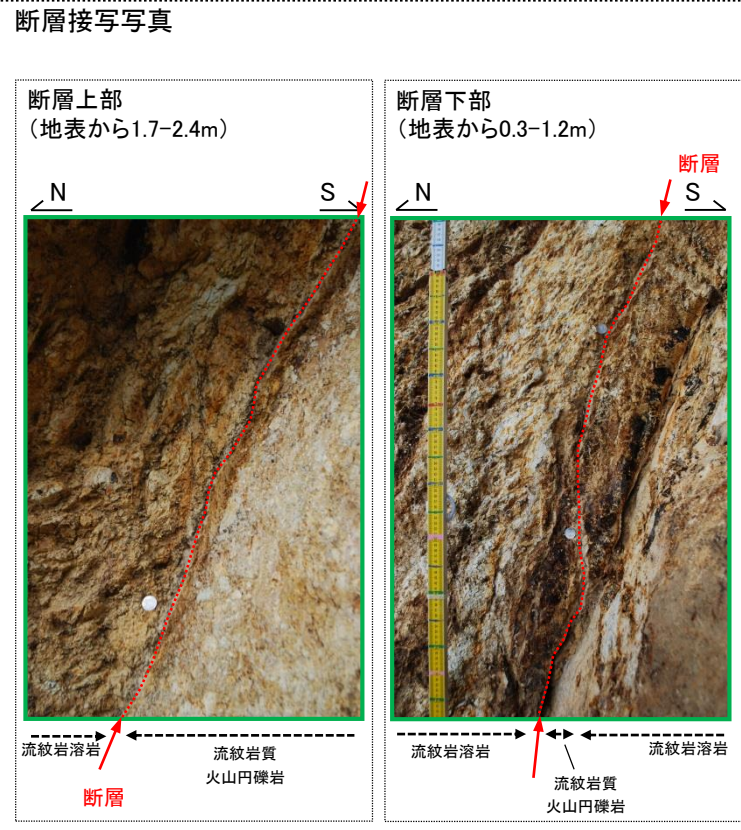 断層接写写真
断層上部
（地表から1.7-2.4m）
N
S
流紋岩溶岩
流紋岩質
火山円礫岩
断層
断層下部
（地表から0.3-1.2m）
断層
N
S
流紋岩溶岩
流紋岩質
火山円礫岩
流紋岩溶岩